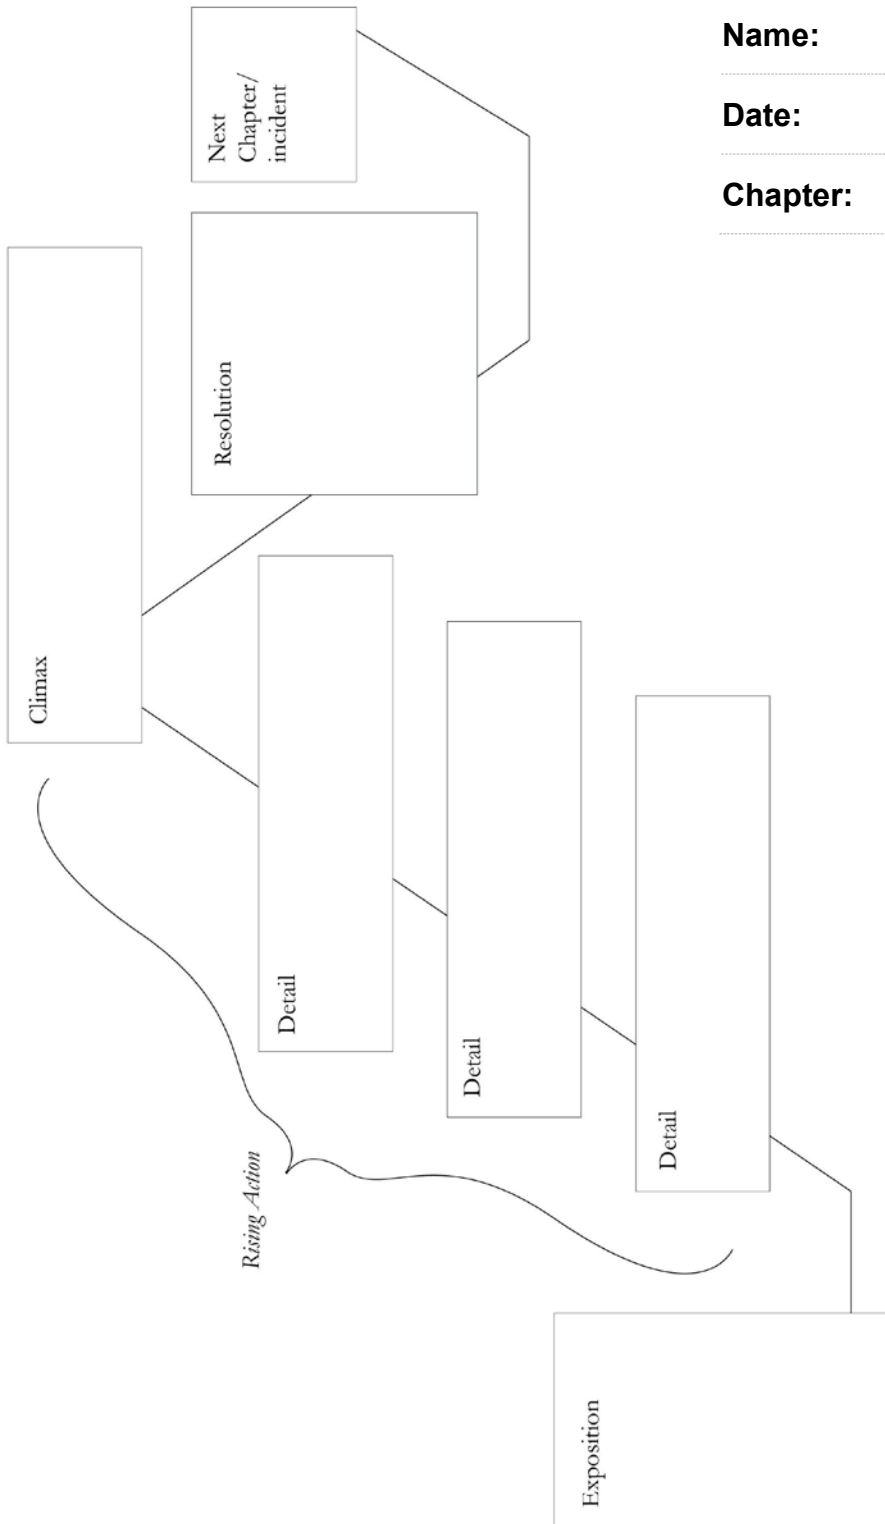 Name:
Date:
Chapter:
Exposition
Rising Action
Detail
Detail
Detail
Climax
Resolution
Next
Chapter/
incident